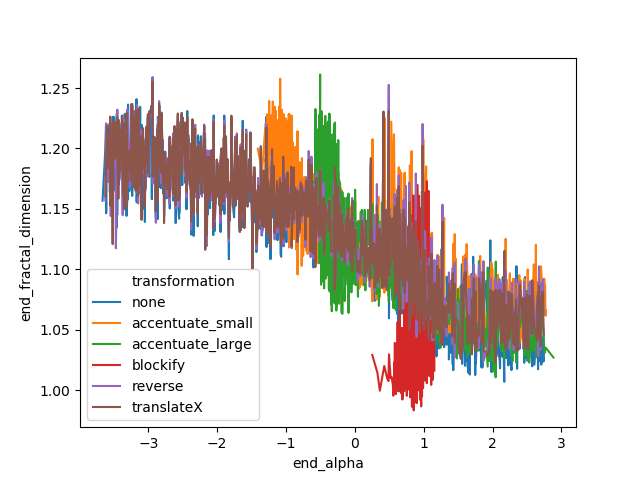 end_fractal_dimension
1.25
1.20
1.15
1.10
1.05
1.00
transformation
none
accentuate_small
accentuate_large
blockify
reverse
translateX
−3
−2
−1
0
1
2
3
end_alpha